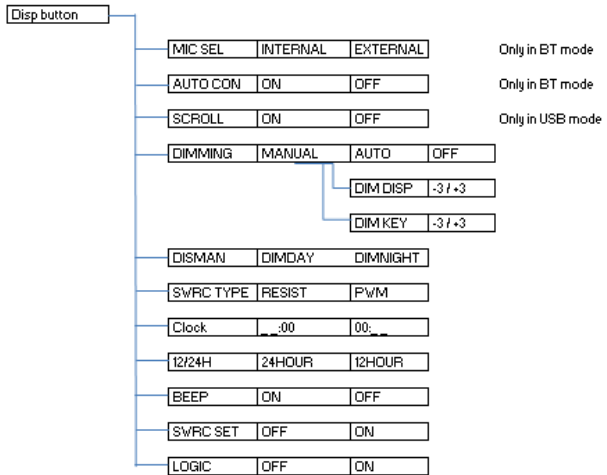 Disp button
MIC SEL INTERNAL EXTERNAL Only in BT mode
AUTO CON ON OFF Only in BT mode
SCROLL ON OFF Only in USB mode
DIMMING MANUAL AUTO OFF
DIM DISP -3 / +3
DIM KEY -3 / +3
DISMAN DIMDAY DIMNIGHT
SWRC TYPE RESIST PWM
Clock _ _:00 00:_ _
12/24H 24HOUR 12HOUR
BEEP ON OFF
SWRC SET OFF ON
LOGIC OFF ON